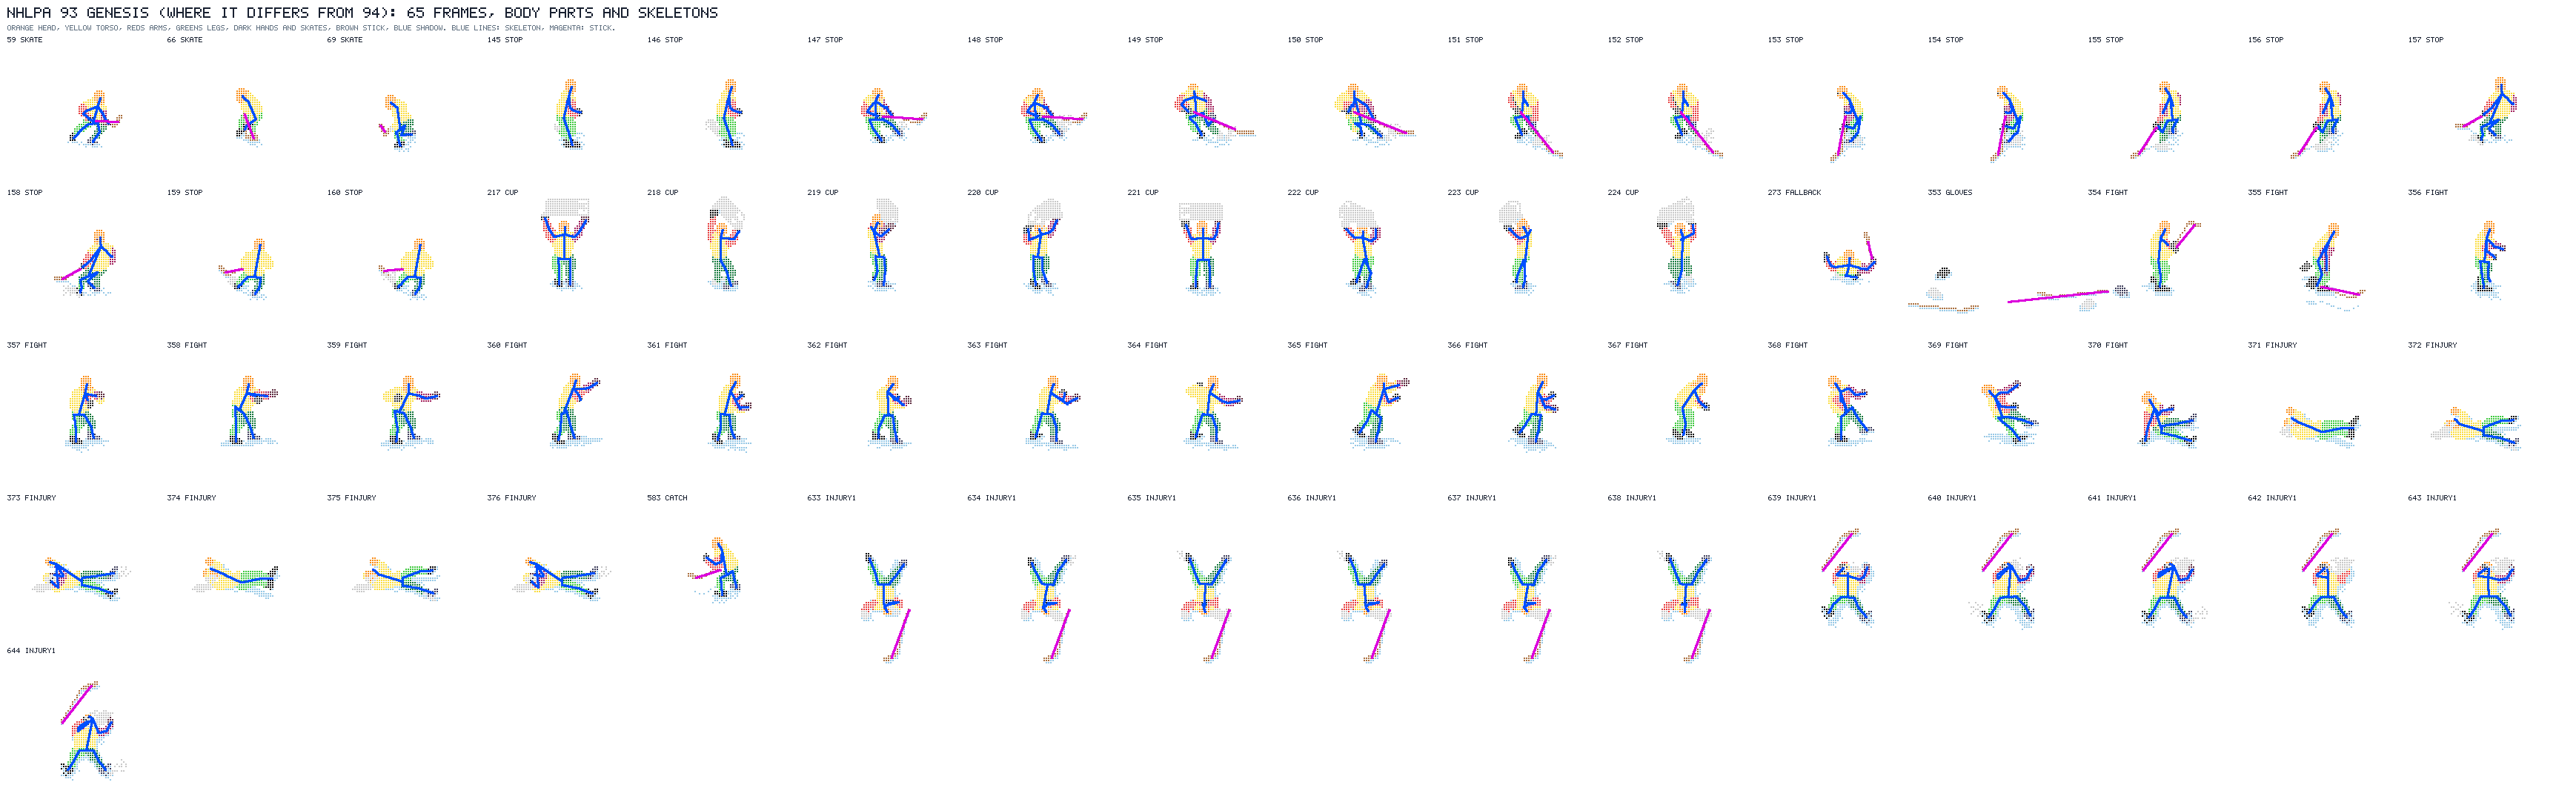 NHLPA 93 GENESIS (WHERE IT DIFFERS FROM 94): 65 FRAMES, BODY PARTS AND SKELETONS
ORANGE HEAD, YELLOW TORSO, REDS ARMS, GREENS LEGS, DARK HANDS AND SKATES, BROWN STICK, BLUE SHADOW. BLUE LINES: SKELETON, MAGENTA: STICK.
59 SKATE 66 SKATE 69 SKATE 145 STOP 146 STOP 147 STOP 148 STOP 149 STOP 150 STOP 151 STOP 152 STOP 153 STOP 154 STOP 155 STOP 156 STOP 157 STOP
158 STOP 159 STOP 160 STOP 217 CUP 218 CUP 219 CUP 220 CUP 221 CUP 222 CUP 223 CUP 224 CUP 273 FALLBACK 353 GLOVES 354 FIGHT 355 FIGHT 356 FIGHT
357 FIGHT 358 FIGHT 359 FIGHT 360 FIGHT 361 FIGHT 362 FIGHT 363 FIGHT 364 FIGHT 365 FIGHT 366 FIGHT 367 FIGHT 368 FIGHT 369 FIGHT 370 FIGHT 371 FINJURY 372 FINJURY
373 FINJURY 374 FINJURY 375 FINJURY 376 FINJURY 583 CATCH 633 INJURY1 634 INJURY1 635 INJURY1 636 INJURY1 637 INJURY1 638 INJURY1 639 INJURY1 640 INJURY1 641 INJURY1 642 INJURY1 643 INJURY1
644 INJURY1